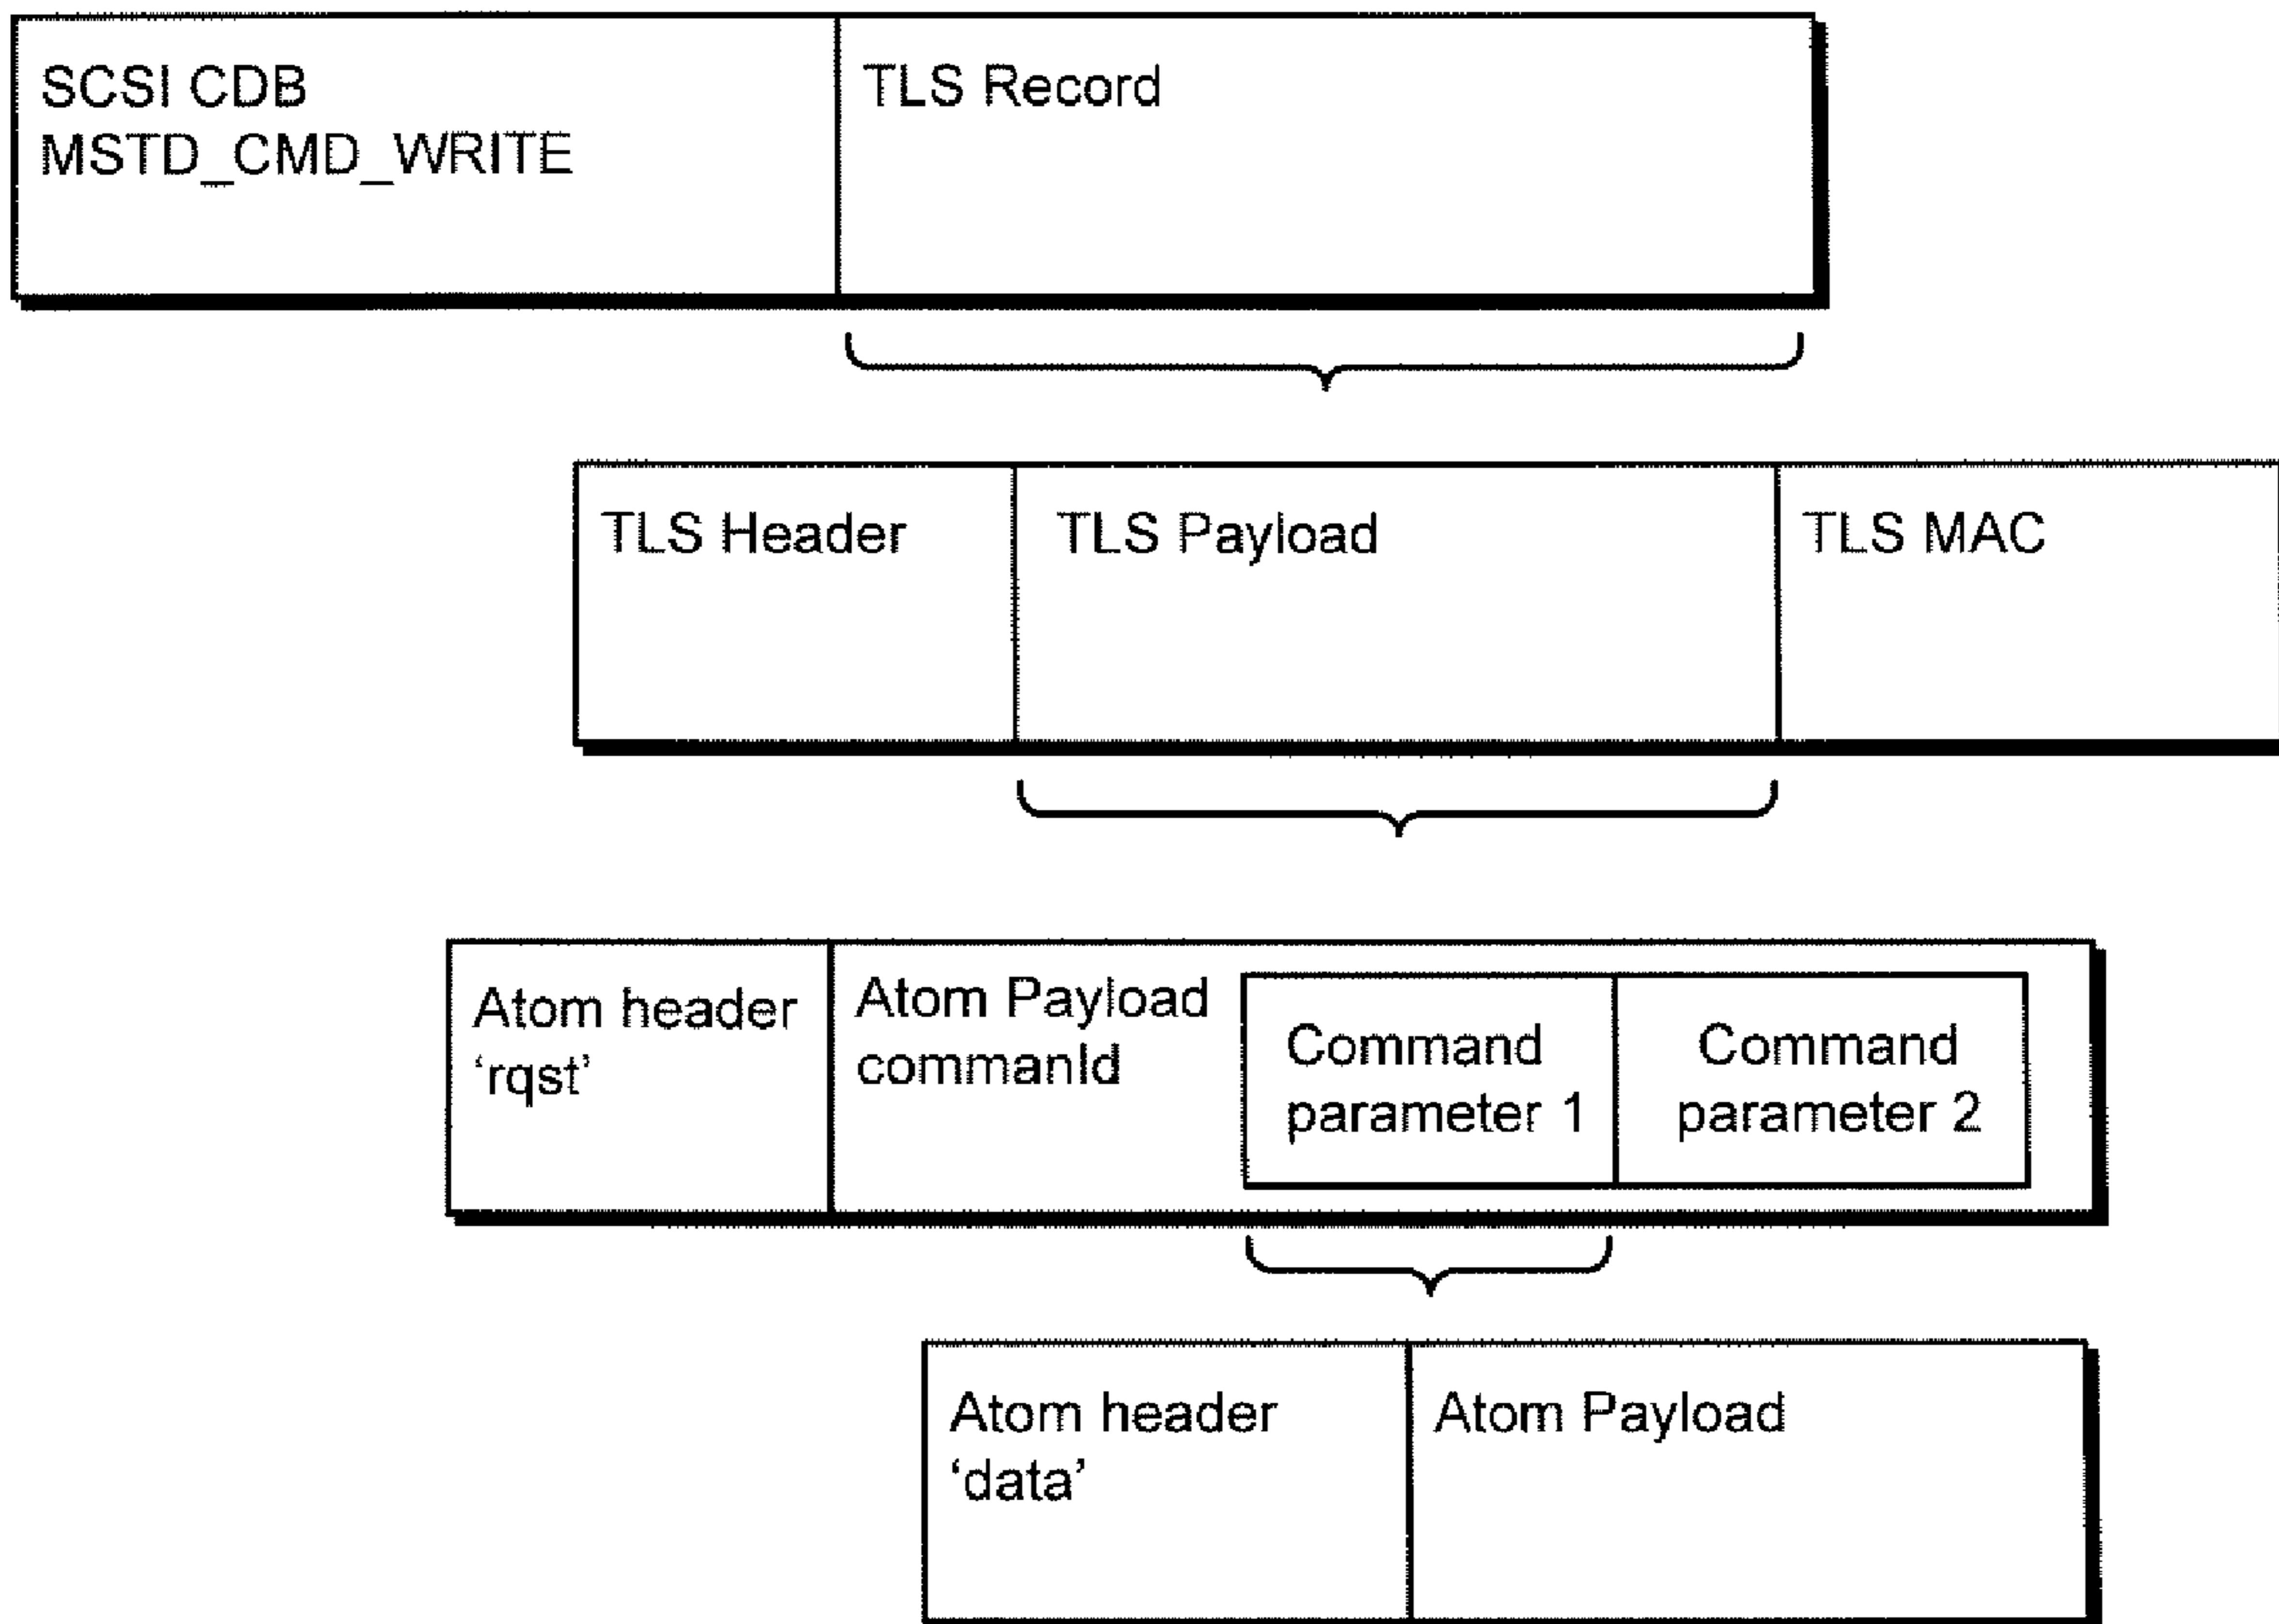 SCSI CDB
MSTD_CMD_WRITE
TLS Record
TLS Header
TLS Payload
TLS MAC
Atom header
‘rqst’
Atom Payload
commanId
Command
parameter 1
Command
parameter 2
Atom header
‘data’
Atom Payload